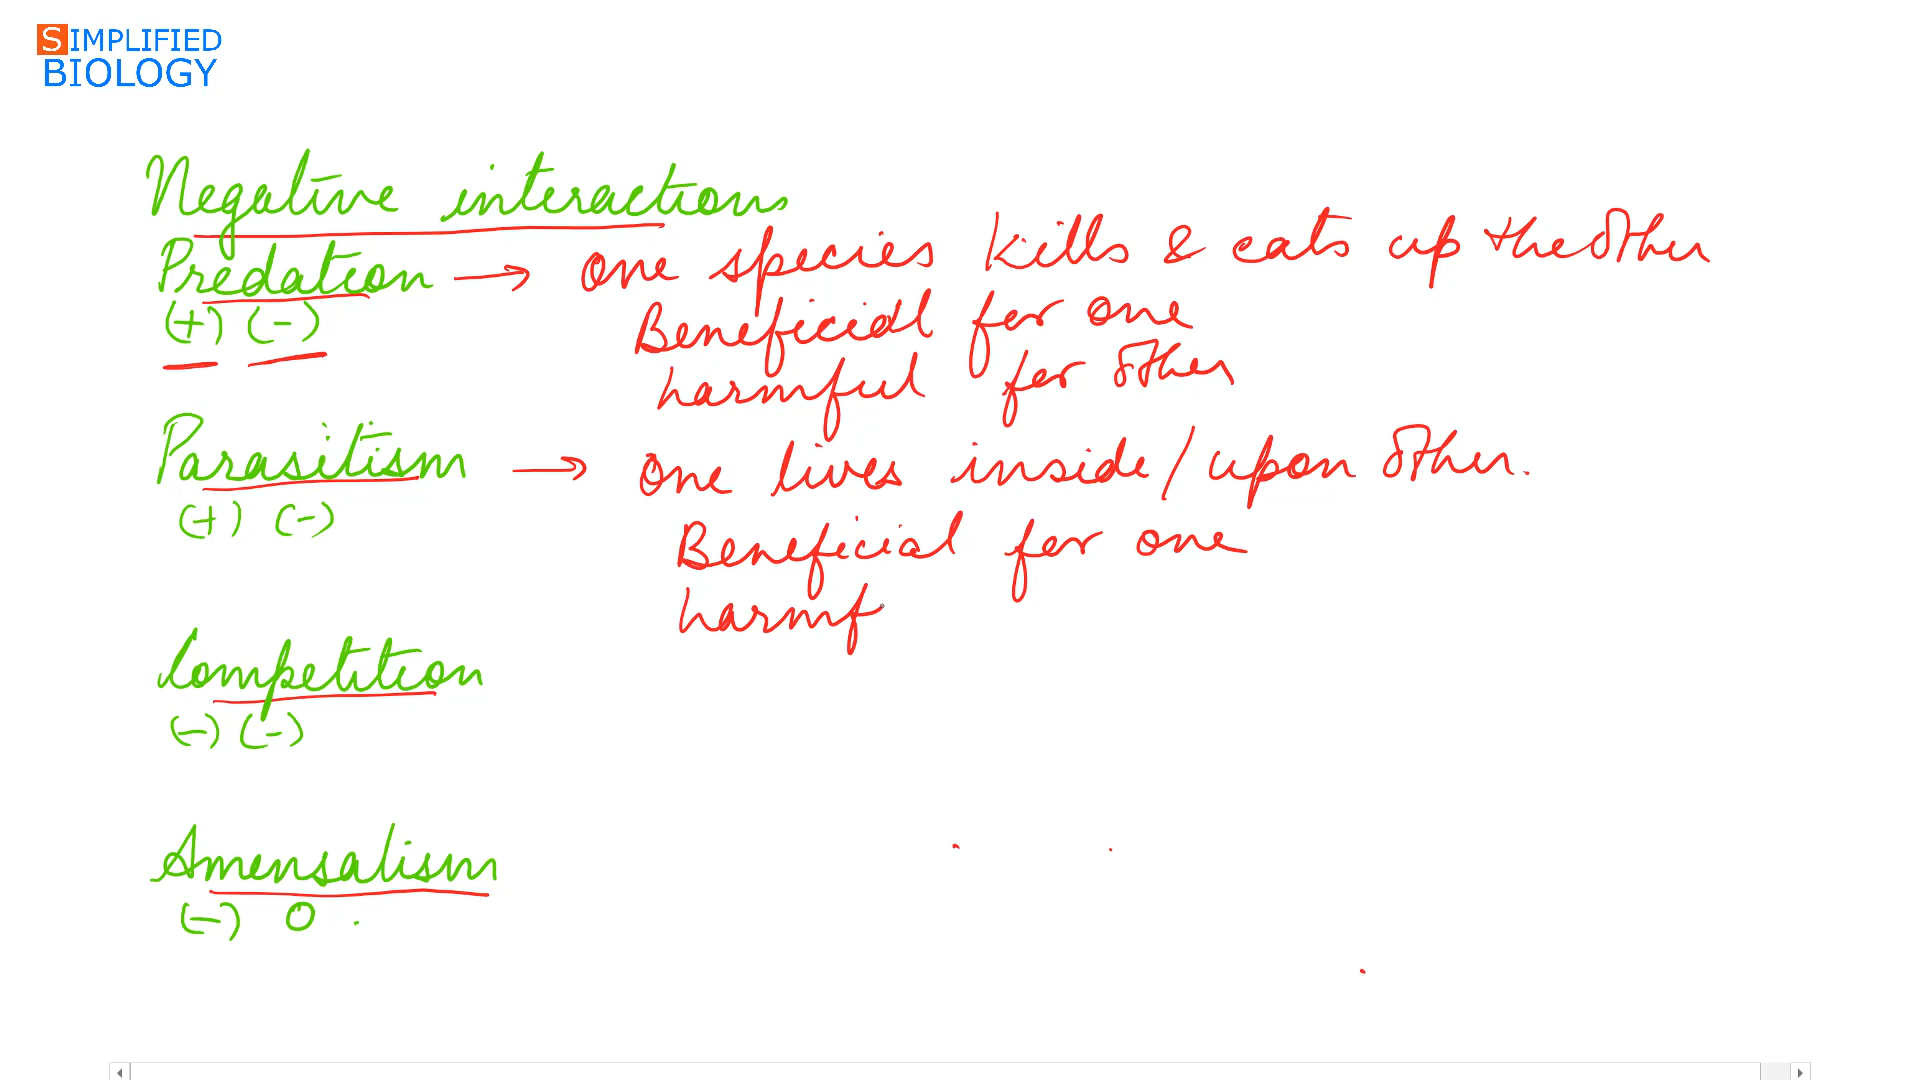 SIMPLIFIED
BIOLOGY
Negative interactions
Predation → One species kills & eats up the other
(+) (-)
Beneficial for one
harmful for other
Parasitism → One lives inside/upon other.
(+) (-)
Beneficial for one
harmf
Competition
(-) (-)
Amensalism
(-) O .